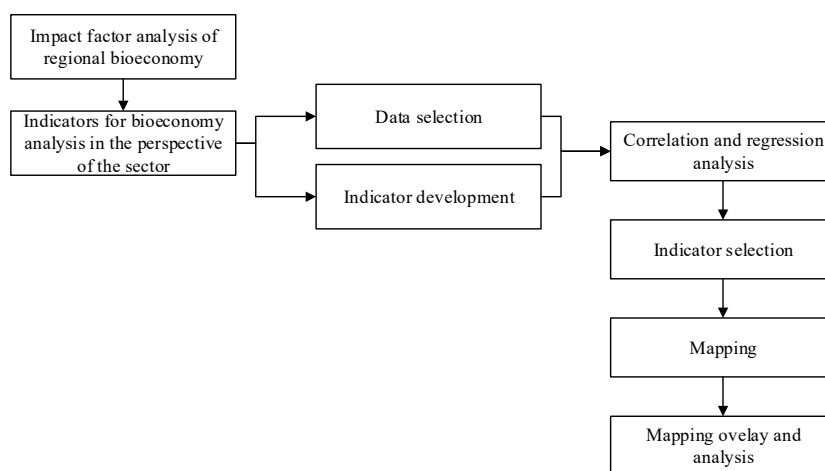 Impact factor analysis of
regional bioeconomy
Indicators for bioeconomy
analysis in the perspective
of the sector
Data selection
Indicator development
Correlation and regression
analysis
Indicator selection
Mapping
Mapping ovelay and
analysis